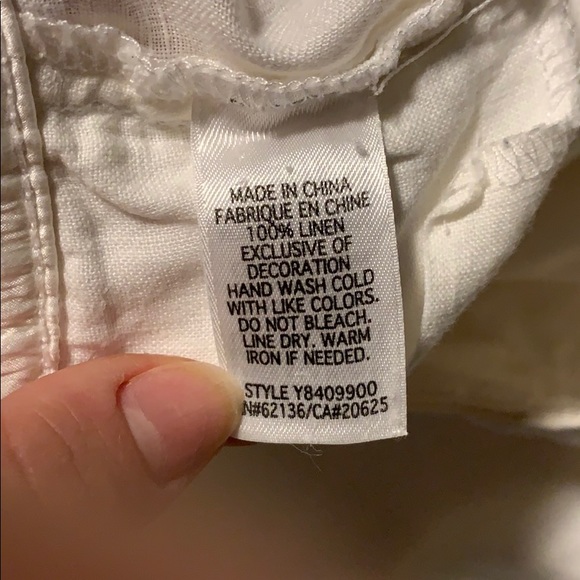 MADE IN CHINA
FABRIQUE EN CHINE
100% LINEN
EXCLUSIVE OF
DECORATION
HAND WASH COLD
WITH LIKE COLORS.
DO NOT BLEACH.
LINE DRY. WARM
IRON IF NEEDED.
STYLE Y8409900
N#62136/CA#20625